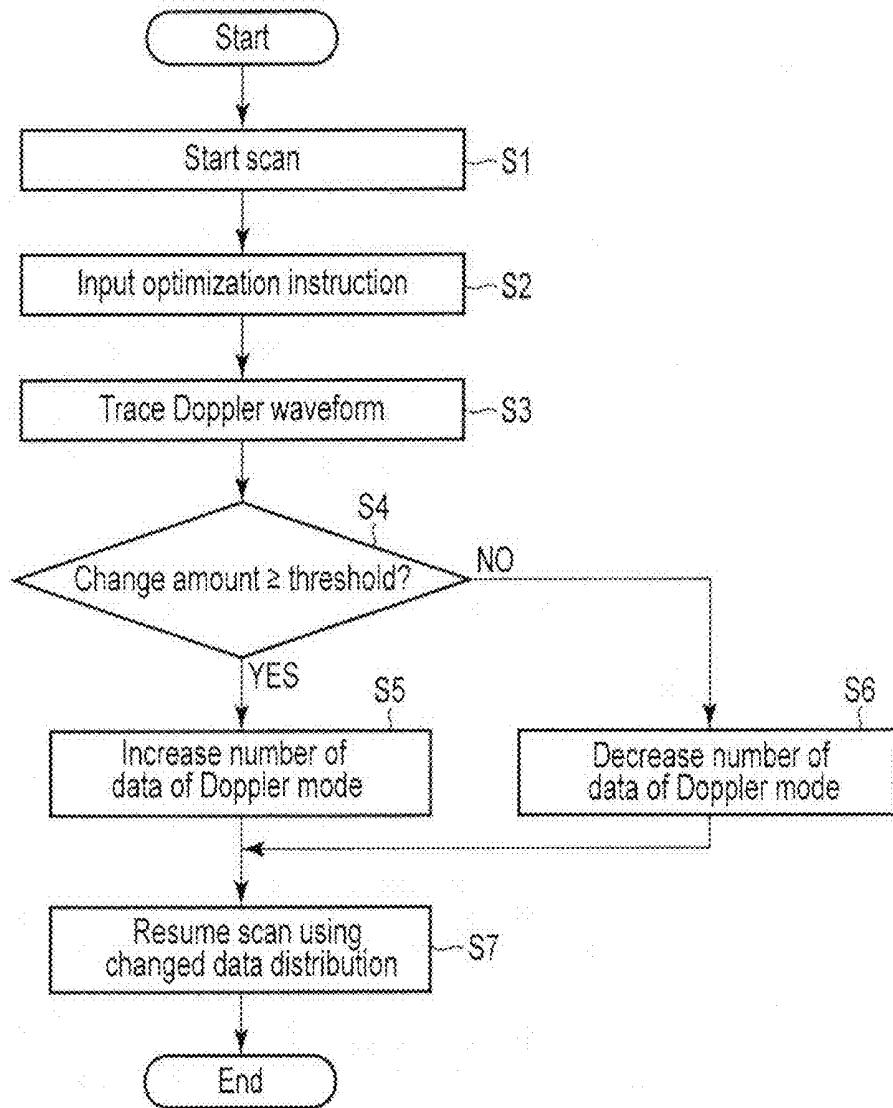 Start
Start scan
S1
Input optimization instruction
S2
Trace Doppler waveform
S3
S4
Change amount ≥ threshold?
NO
YES
S5
Increase number of
data of Doppler mode
S6
Decrease number of
data of Doppler mode
Resume scan using
changed data distribution
S7
End